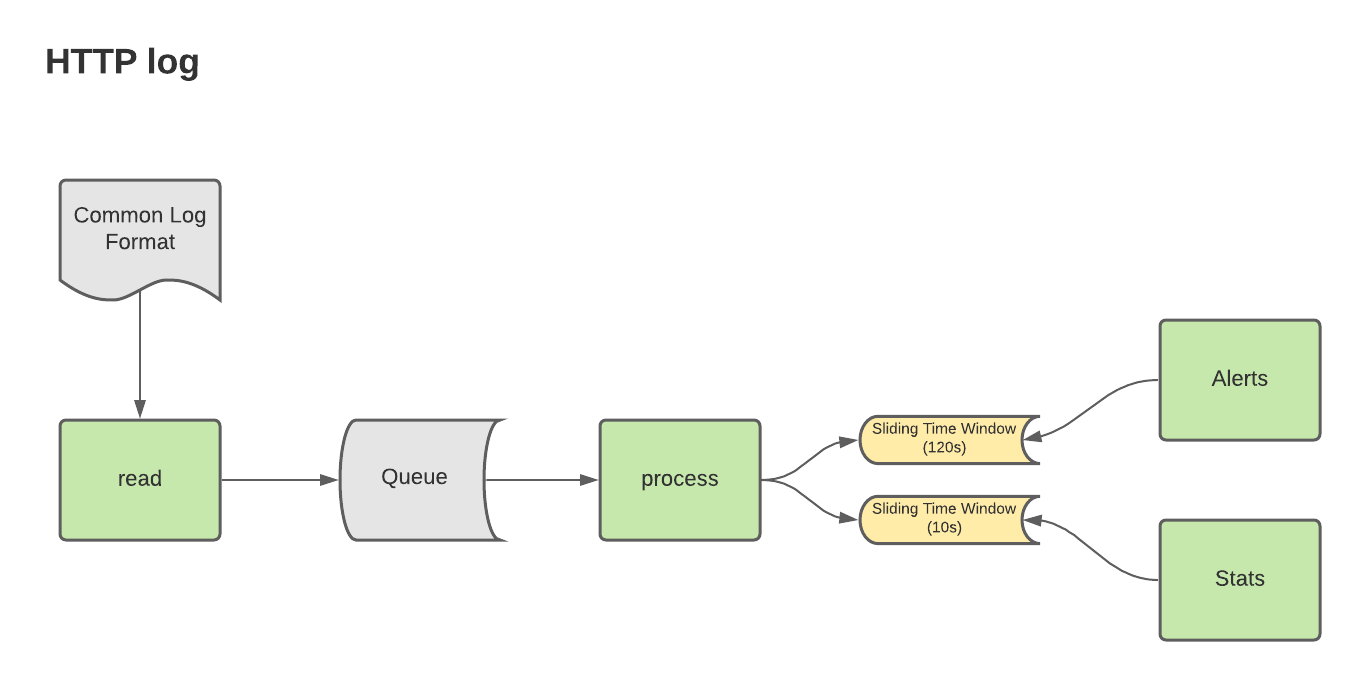 HTTP log
Common Log
Format
read
Queue
process
Sliding Time Window
(120s)
Sliding Time Window
(10s)
Alerts
Stats